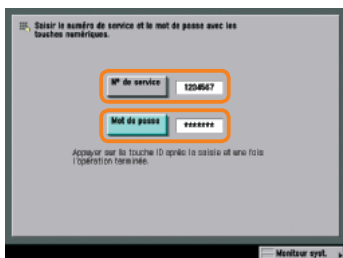 Saisir le numéro de service et le mot de passe avec les
touches numériques.
N° de service
1234567
Mot de passe
*******
Appuyer sur la touche ID après la saisie et une fois
l'opération terminée.
Moniteur syst.